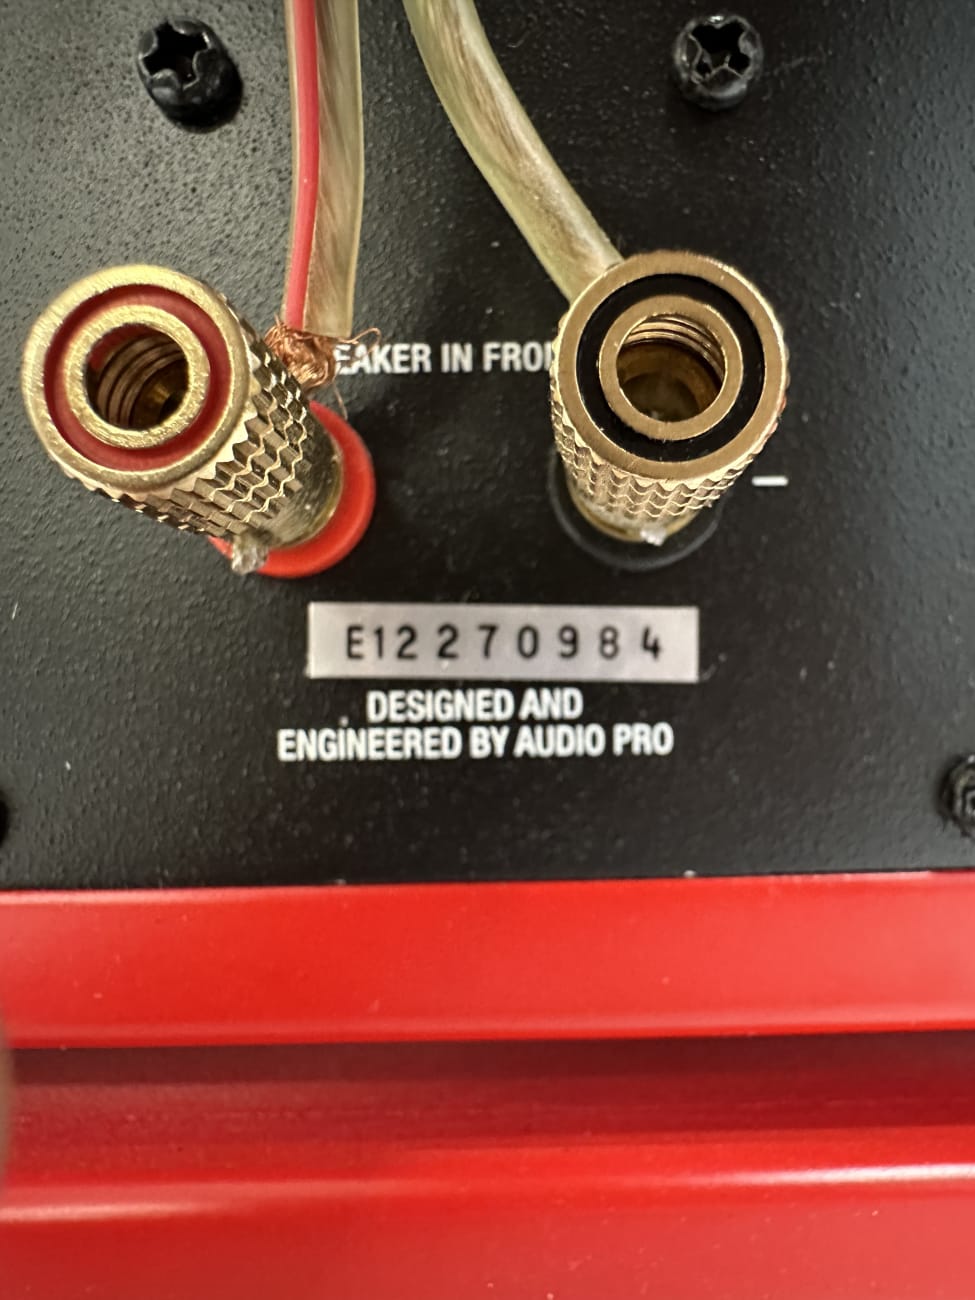 EAKER IN FRO
–
E12270984
DESIGNED AND
ENGINEERED BY AUDIO PRO